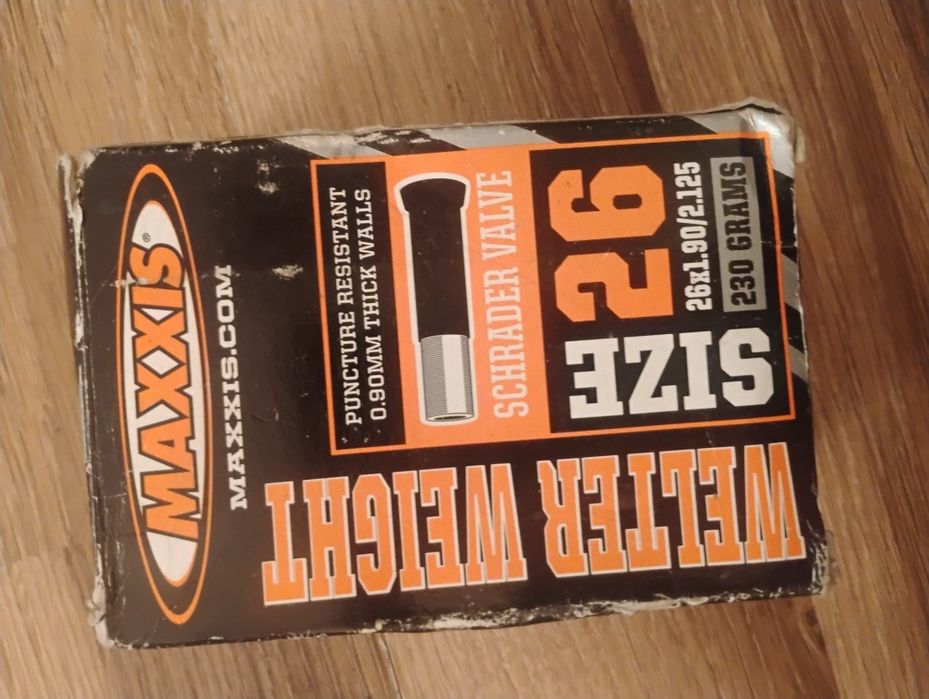 MAXXIS®
MAXXIS.COM
PUNCTURE RESISTANT
0.90MM THICK WALLS
SCHRADER VALVE
SIZE 26
26x1.90/2.125
230 GRAMS
WELTER WEIGHT